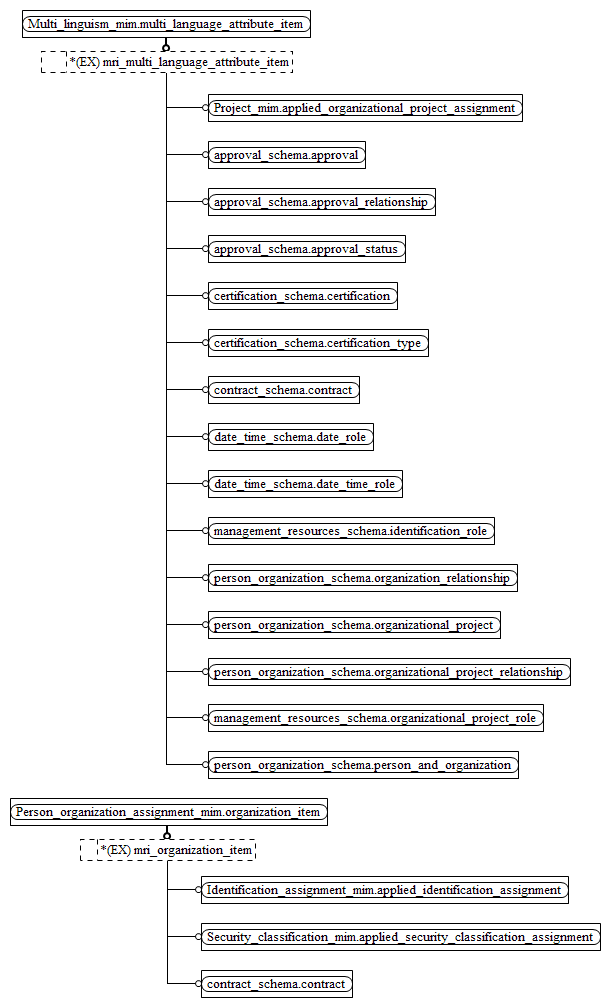 Multi_linguism_mim.multi_language_attribute_item
*(EX) mri_multi_language_attribute_item
Project_mim.applied_organizational_project_assignment
approval_schema.approval
approval_schema.approval_relationship
approval_schema.approval_status
certification_schema.certification
certification_schema.certification_type
contract_schema.contract
date_time_schema.date_role
date_time_schema.date_time_role
management_resources_schema.identification_role
person_organization_schema.organization_relationship
person_organization_schema.organizational_project
person_organization_schema.organizational_project_relationship
management_resources_schema.organizational_project_role
person_organization_schema.person_and_organization
Person_organization_assignment_mim.organization_item
*(EX) mri_organization_item
Identification_assignment_mim.applied_identification_assignment
Security_classification_mim.applied_security_classification_assignment
contract_schema.contract